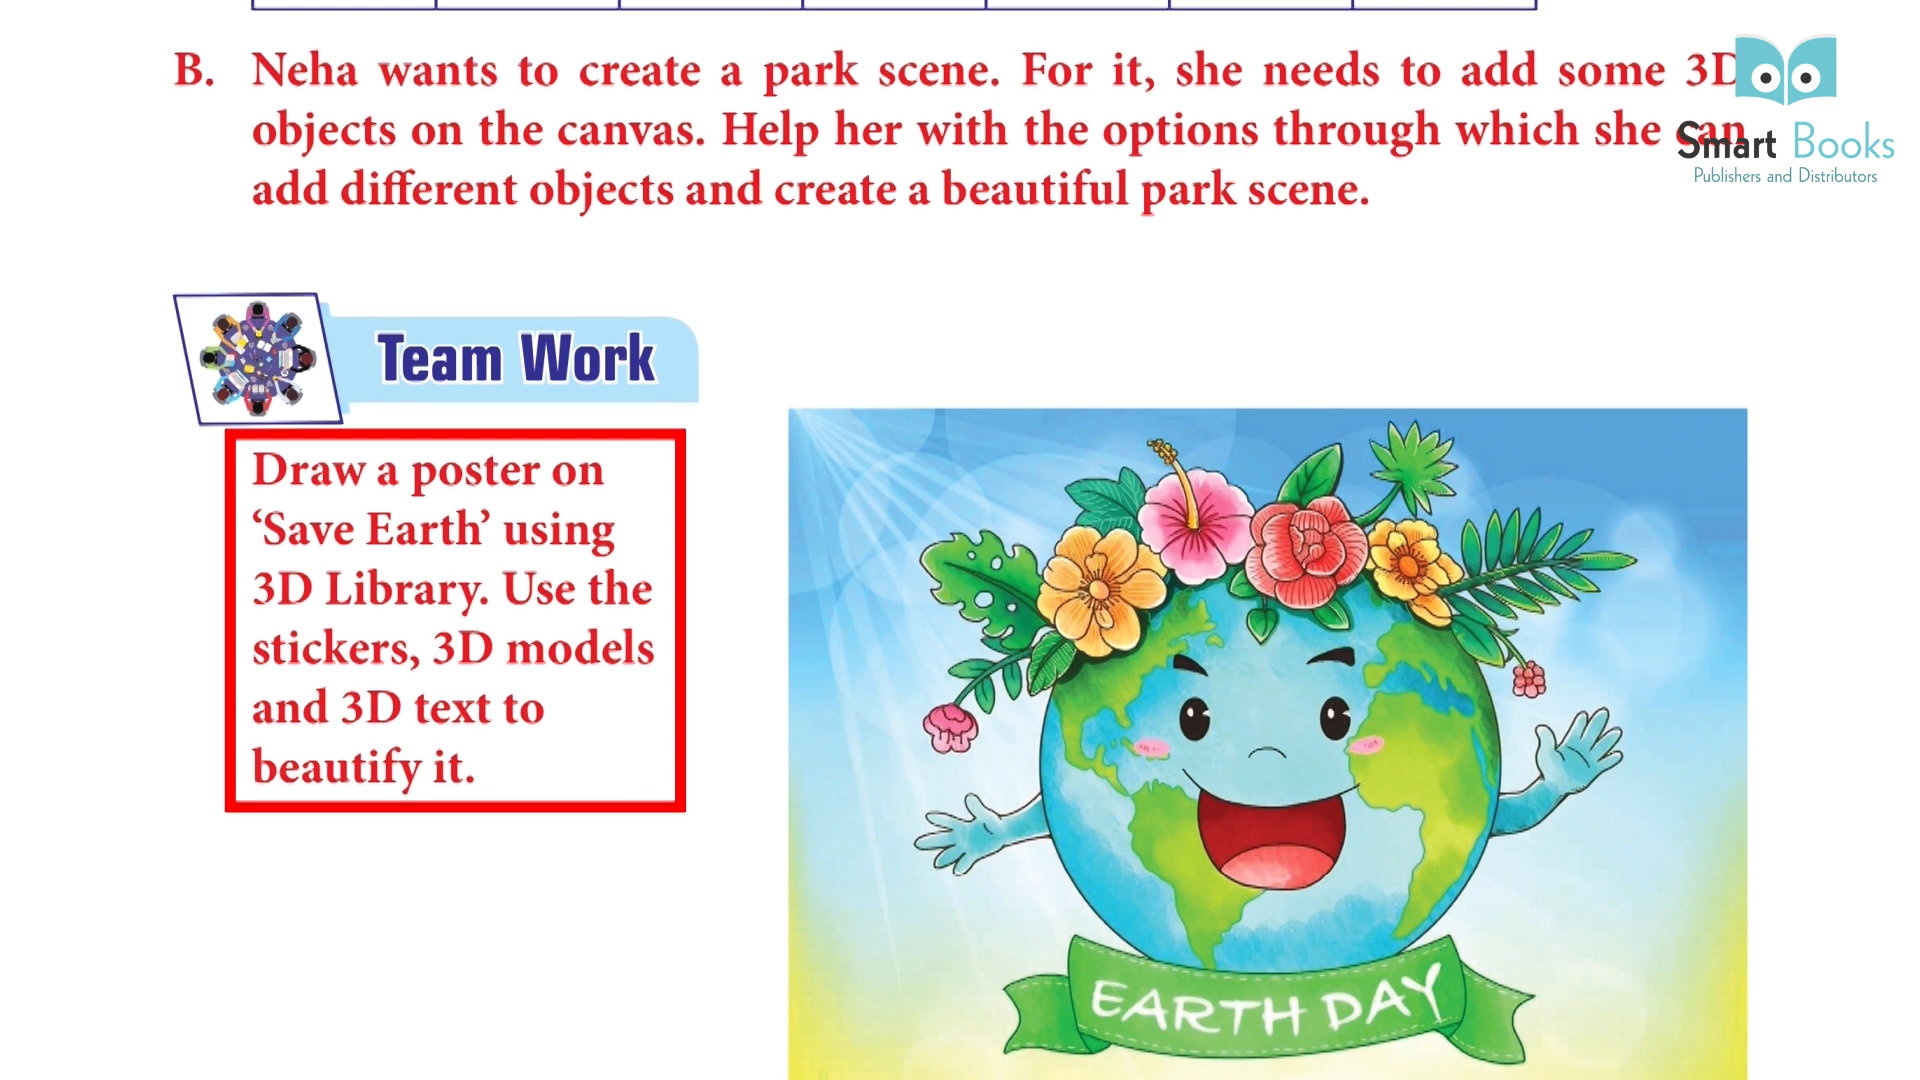 B. Neha wants to create a park scene. For it, she needs to add some 3D
objects on the canvas. Help her with the options through which she can
add different objects and create a beautiful park scene.
Smart Books
Publishers and Distributors
Team Work
Draw a poster on
‘Save Earth’ using
3D Library. Use the
stickers, 3D models
and 3D text to
beautify it.
EARTH DAY